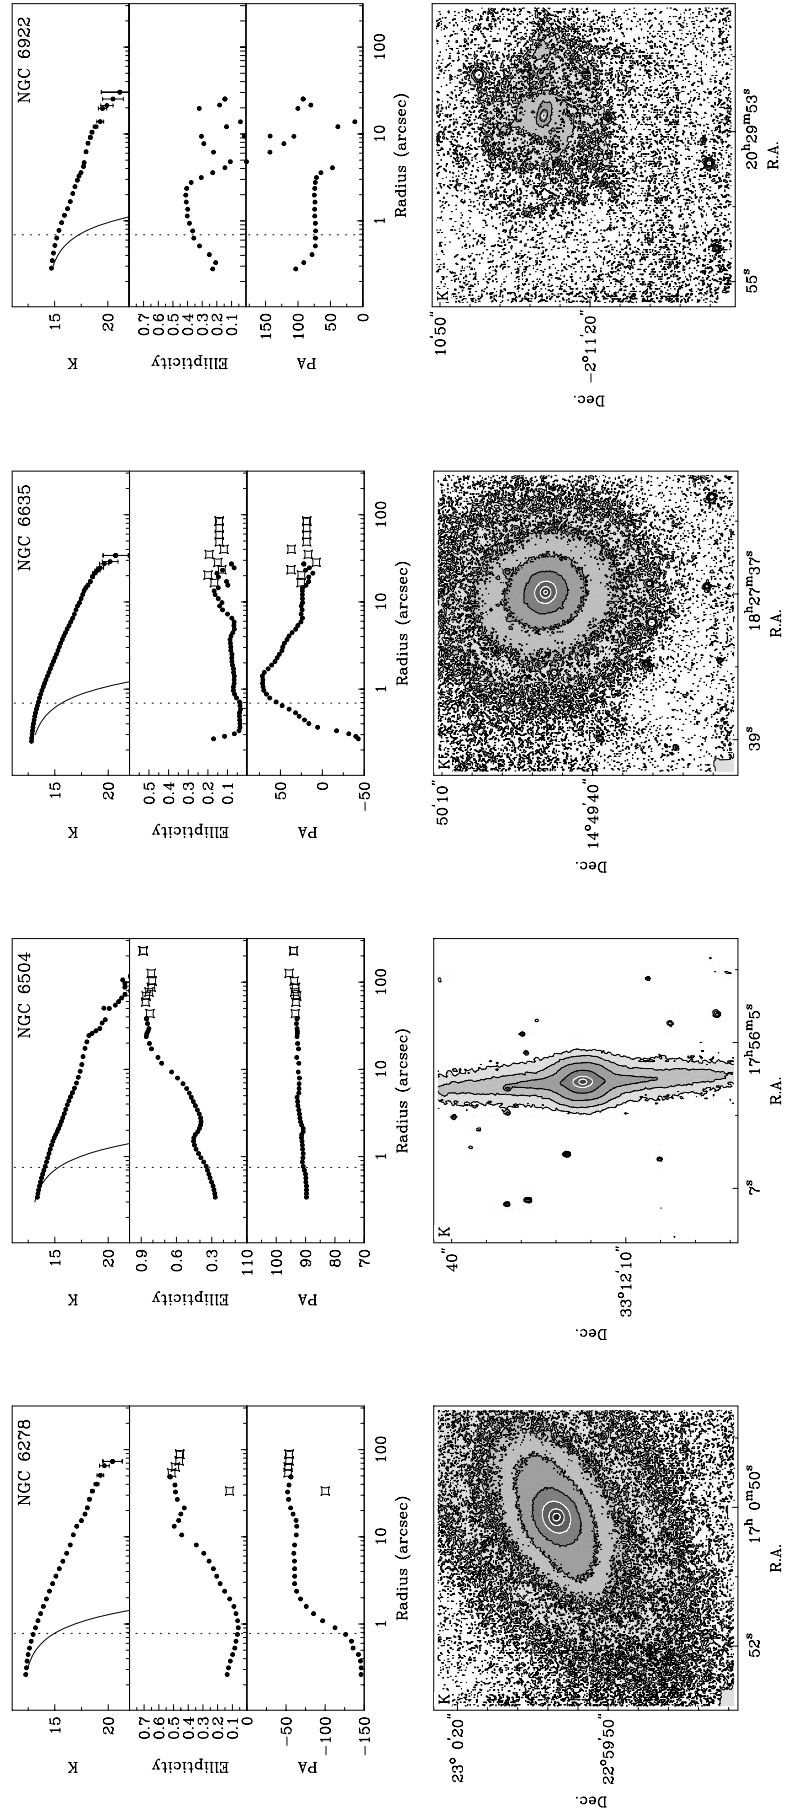 NGC 6278
K
15
20
Ellipticity
0.7
0.6
0.5
0.4
0.3
0.2
0.1
0
PA
−50
−100
−150
1 10 100
Radius (arcsec)
K
Dec.
23° 0′20″
22°59′50″
52ˢ 17ʰ 0ᵐ50ˢ
R.A.
NGC 6504
K
15
20
Ellipticity
0.9
0.6
0.3
PA
110
100
90
80
70
1 10 100
Radius (arcsec)
K
Dec.
40″
33°12′10″
7ˢ 17ʰ56ᵐ5ˢ
R.A.
NGC 6635
K
15
20
Ellipticity
0.5
0.4
0.3
0.2
0.1
PA
50
0
−50
1 10 100
Radius (arcsec)
K
Dec.
50′10″
14°49′40″
39ˢ 18ʰ27ᵐ37ˢ
R.A.
NGC 6922
K
15
20
Ellipticity
0.7
0.6
0.5
0.4
0.3
0.2
0.1
PA
150
100
50
0
1 10 100
Radius (arcsec)
K
Dec.
10′50″
−2°11′20″
55ˢ 20ʰ29ᵐ53ˢ
R.A.